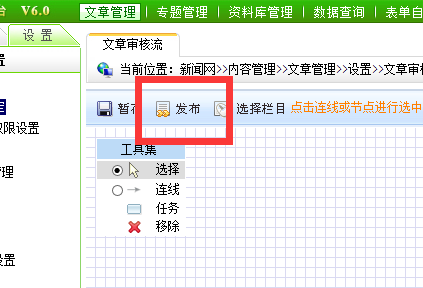 台 V6.0 文章管理 | 专题管理 | 资料库管理 | 数据查询 | 表单自
设 置
文章审核流
置
当前位置：新闻网>>内容管理>>文章管理>>设置>>文章审核
暂存 发布 选择栏目 点击连线或节点进行选中
权限设置
工具集
选择
管理
连线
任务
移除
设置